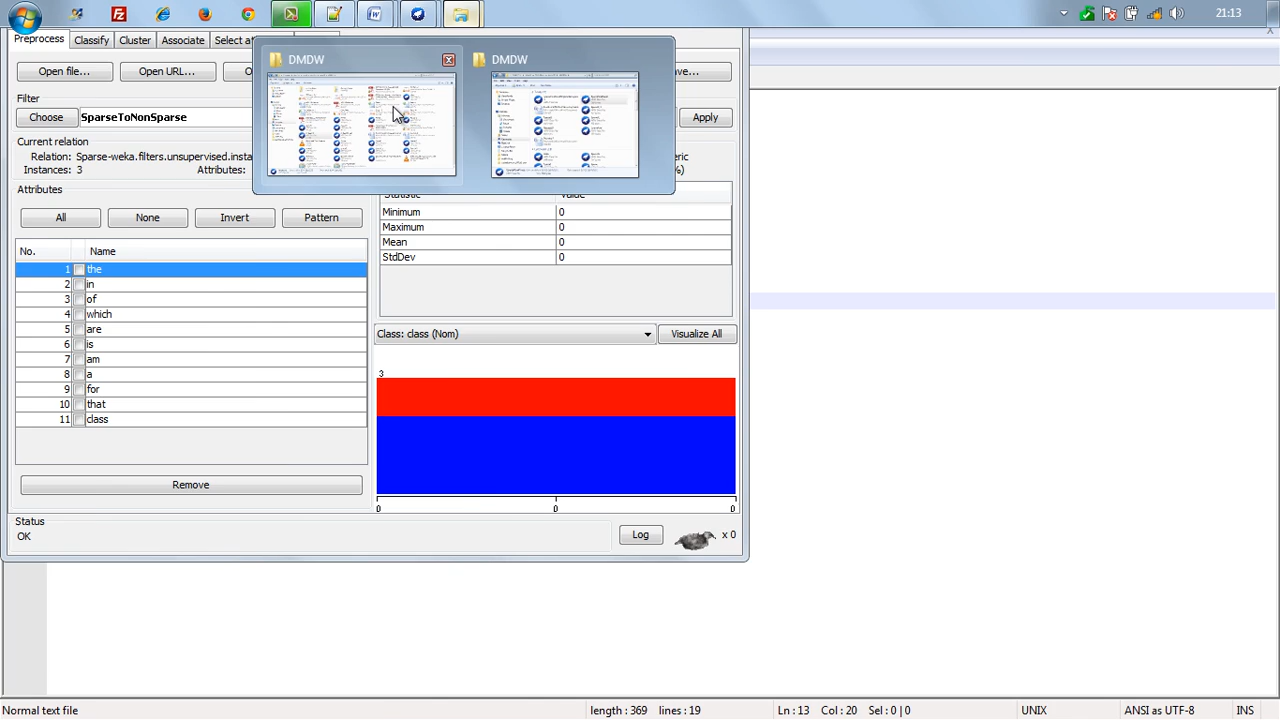 21:13
Preprocess Classify Cluster Associate Select at
DMDW DMDW
Open file... Open URL... O ve...
Filter
Choose SparseToNonSparse Apply
Current relation
Relation: Sparse-weka.filters.unsupervised.insta eric
Instances: 3 Attributes: %)
Attributes
Statistic Value
All None Invert Pattern
Minimum 0
Maximum 0
Mean 0
StdDev 0
No. Name
1 the
2 in
3 of
4 which
5 are
6 is
7 am
8 a
9 for
10 that
11 class
Class: class (Nom) Visualize All
3
Remove
0 0 0
Status
OK
Log x 0
Normal text file length : 369 lines : 19 Ln : 13 Col : 20 Sel : 0 | 0 UNIX ANSI as UTF-8 INS